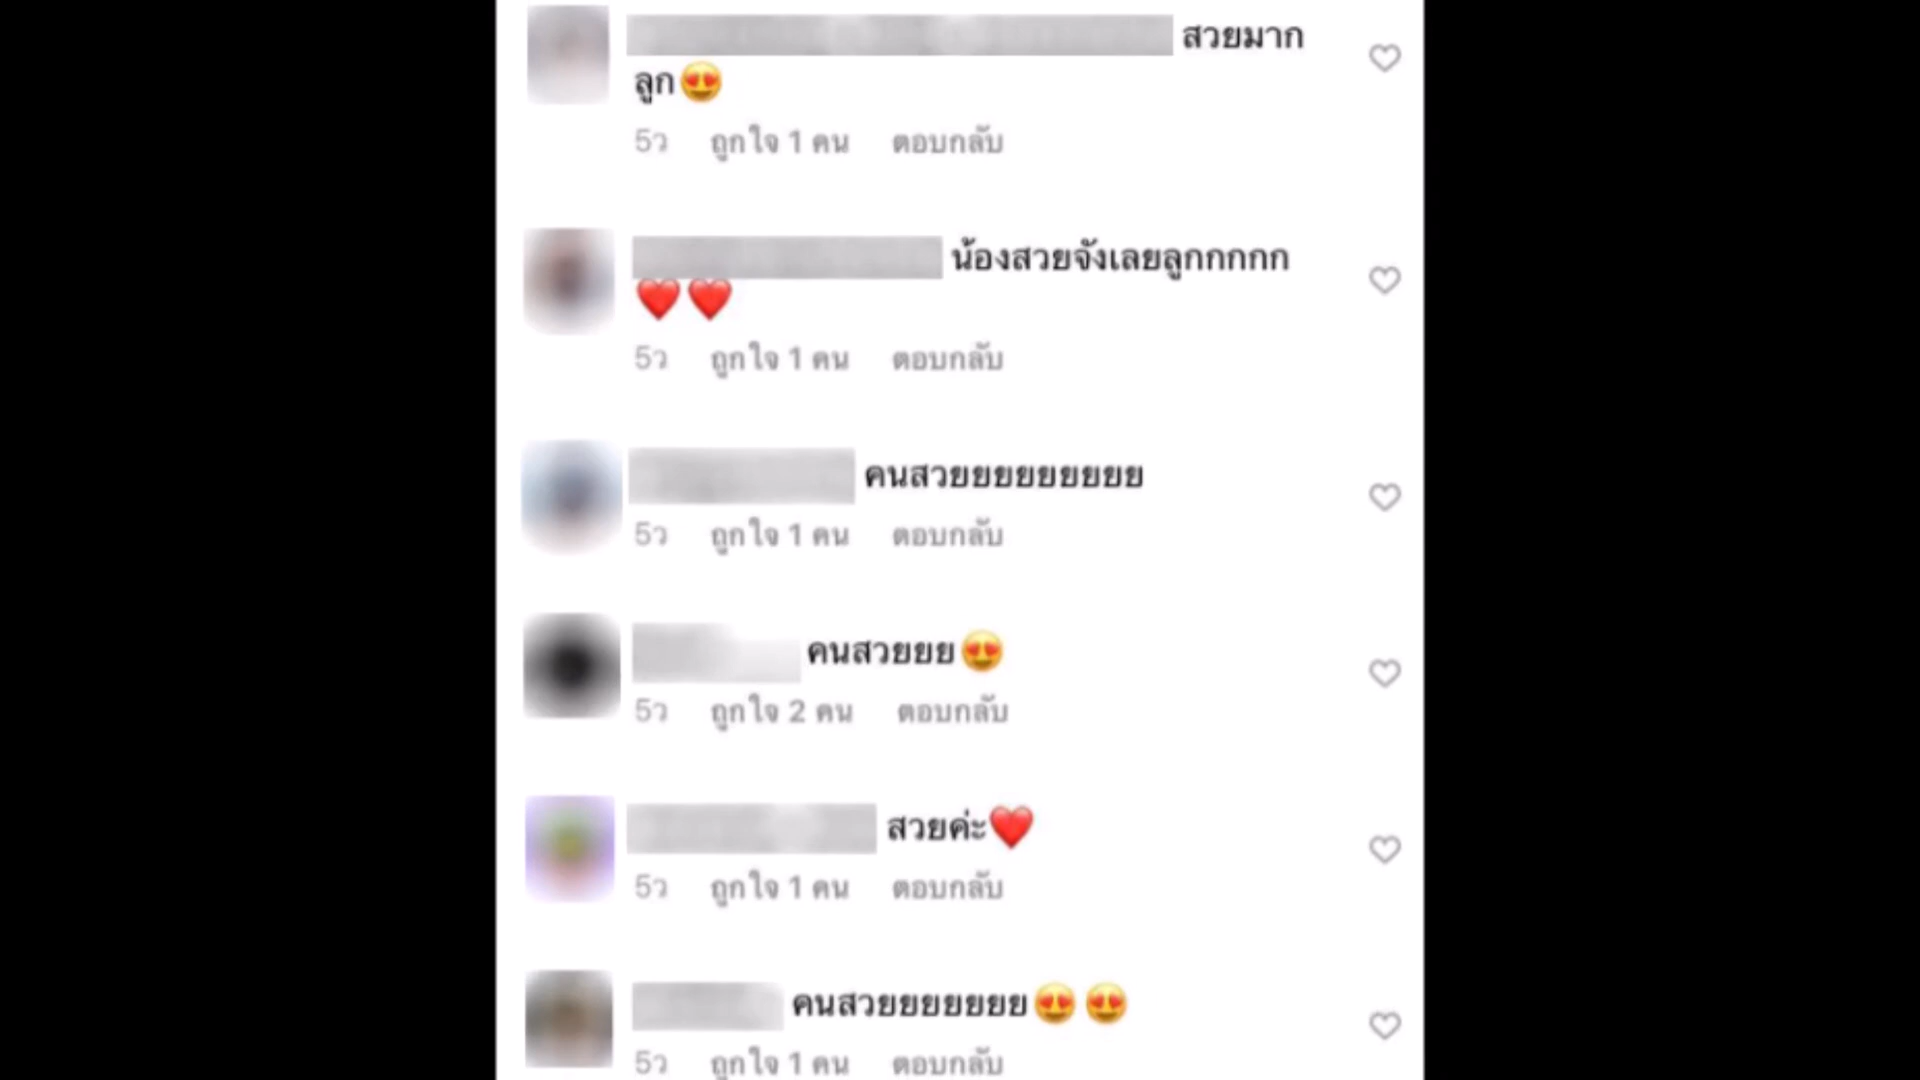 สวยมาก
ลูก😍
5ว ถูกใจ 1 คน ตอบกลับ
น้องสวยจังเลยลูกกกกก
❤️❤️
5ว ถูกใจ 1 คน ตอบกลับ
คนสวยยยยยยยยย
5ว ถูกใจ 1 คน ตอบกลับ
คนสวยยย😍
5ว ถูกใจ 2 คน ตอบกลับ
สวยค่ะ❤️
5ว ถูกใจ 1 คน ตอบกลับ
คนสวยยยยยยย😍😍
5ว ถูกใจ 1 คน ตอบกลับ